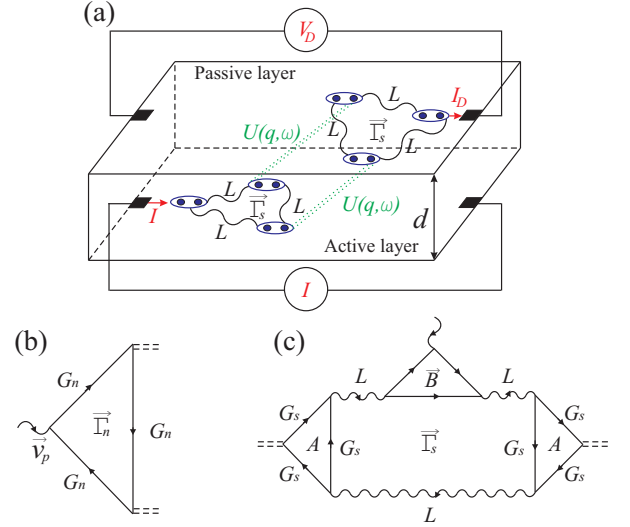 (a)
V_D
Passive layer
L
I_D
L
Γ_s
L
U(q,ω)
L
L
I
L
Γ_s
U(q,ω)
d
Active layer
I
(b)
(c)
G_n
L
B
L
G_s
G_s
Γ_n
G_n
A
G_s
Γ_s
G_s
A
v_p
G_n
G_s
G_s
L